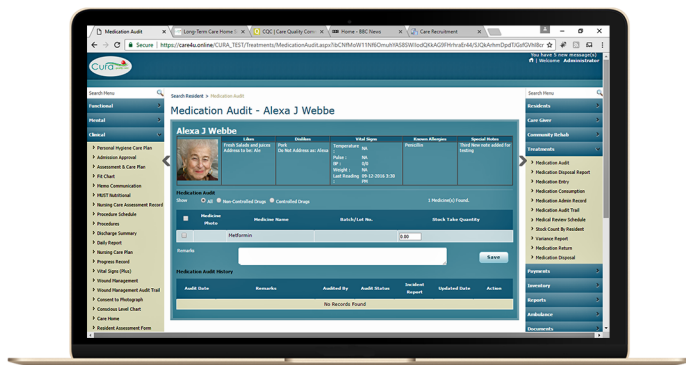 Medication Audit
Long-Term Care Home
CQC | Care Quality Com
Home - BBC News
Care Recruitment
Secure
https://care4u.online/CURA_TEST/Treatments/MedicationAudit.aspx
You have 5 new message(s)
Welcome Administrator
Cura
Search Menu
Functional
Mental
Clinical
Personal Hygiene Care Plan
Admission Approval
Assessment & Care Plan
Fit Chart
Memo Communication
MUST Nutritional
Nursing Care Assessment Record
Procedure Schedule
Procedures
Discharge Summary
Daily Report
Nursing Care Plan
Progress Record
Vital Signs (Plus)
Wound Management
Wound Management Audit Trail
Consent to Photograph
Conscious Level Chart
Care Home
Resident Assessment Form
Search Resident > Medication Audit
Medication Audit - Alexa J Webbe
Alexa J Webbe
Likes Dislikes Vital Signs Known Allergies Special Notes
Fresh Salads and juices
Address to be: Alx
Pork
Do Not Address as: Alexa
Temperature : NA
Pulse : NA
BP : 0/0
Weight : NA
Last Reading : 09-12-2016 3:30 PM
Penicillin
Third New note added for testing
Medication Audit
Show All Non-Controlled Drugs Controlled Drugs 1 Medicine(s) Found.
Medicine Photo Medicine Name Batch/Lot No. Stock Take Quantity
Metformin 0.00
Remarks
Save
Medication Audit History
Audit Date Remarks Audited By Audit Status Incident Report Updated Date Action
No Records Found
Search Menu
Residents
Care Giver
Community Rehab
Treatments
Medication Audit
Medication Disposal Report
Medication Entry
Medication Consumption
Medication Admin Record
Medication Audit Trail
Medical Review Schedule
Stock Count By Resident
Variance Report
Medication Return
Medication Disposal
Payments
Inventory
Reports
Ambulance
Documents